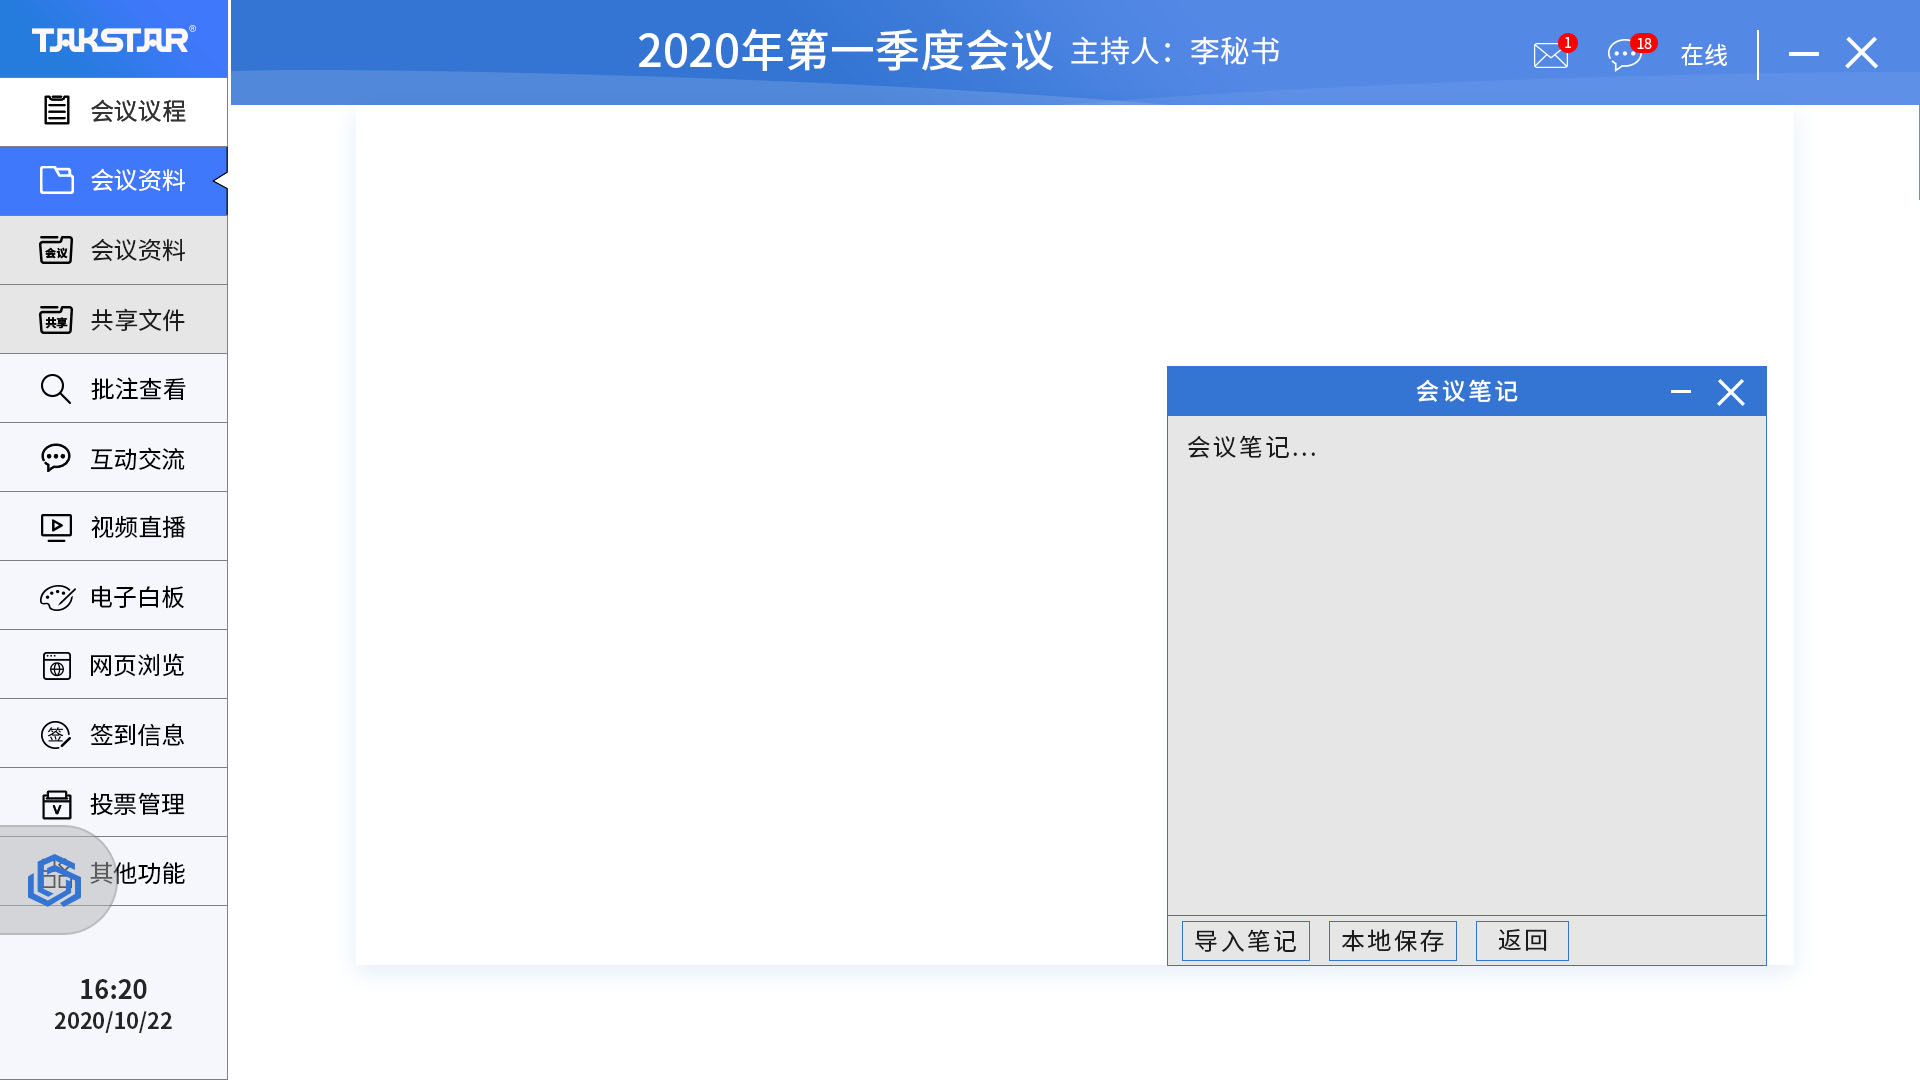 TAKSTAR®
2020年第一季度会议 主持人：李秘书
1
18
在线
会议议程
会议资料
会议 会议资料
共享 共享文件
批注查看
互动交流
视频直播
电子白板
网页浏览
签 签到信息
V 投票管理
其他功能
16:20
2020/10/22
会议笔记
会议笔记...
导入笔记
本地保存
返回